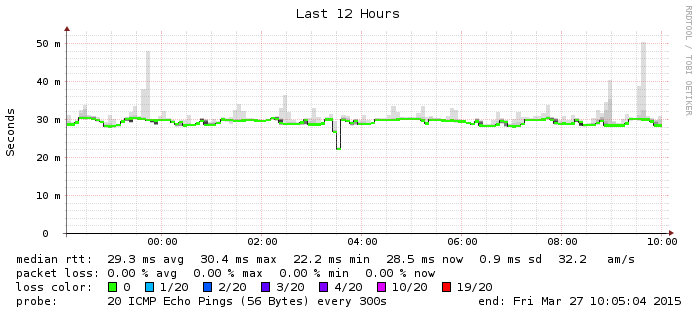 Last 12 Hours
RRDTOOL / TOBI OETIKER
Seconds
50 m
40 m
30 m
20 m
10 m
0
00:00 02:00 04:00 06:00 08:00 10:00
median rtt: 29.3 ms avg 30.4 ms max 22.2 ms min 28.5 ms now 0.9 ms sd 32.2 am/s
packet loss: 0.00 % avg 0.00 % max 0.00 % min 0.00 % now
loss color: 0 1/20 2/20 3/20 4/20 10/20 19/20
probe: 20 ICMP Echo Pings (56 Bytes) every 300s end: Fri Mar 27 10:05:04 2015